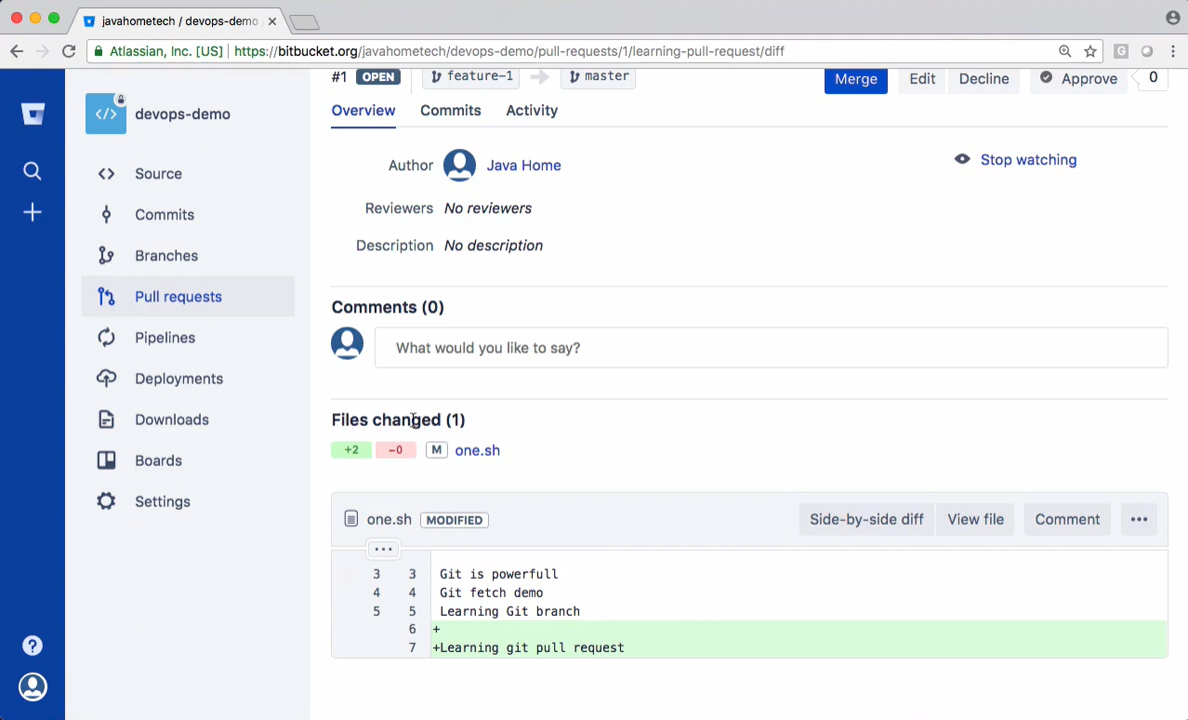 javahometech / devops-demo
Atlassian, Inc. [US] | https://bitbucket.org/javahometech/devops-demo/pull-requests/1/learning-pull-request/diff
devops-demo
Source
Commits
Branches
Pull requests
Pipelines
Deployments
Downloads
Boards
Settings
#1 OPEN feature-1 master Merge Edit Decline Approve 0
Overview Commits Activity
Author Java Home Stop watching
Reviewers No reviewers
Description No description
Comments (0)
What would you like to say?
Files changed (1)
+2 −0 M one.sh
one.sh MODIFIED Side-by-side diff View file Comment •••
...
3 3 Git is powerfull
4 4 Git fetch demo
5 5 Learning Git branch
6 +
7 +Learning git pull request